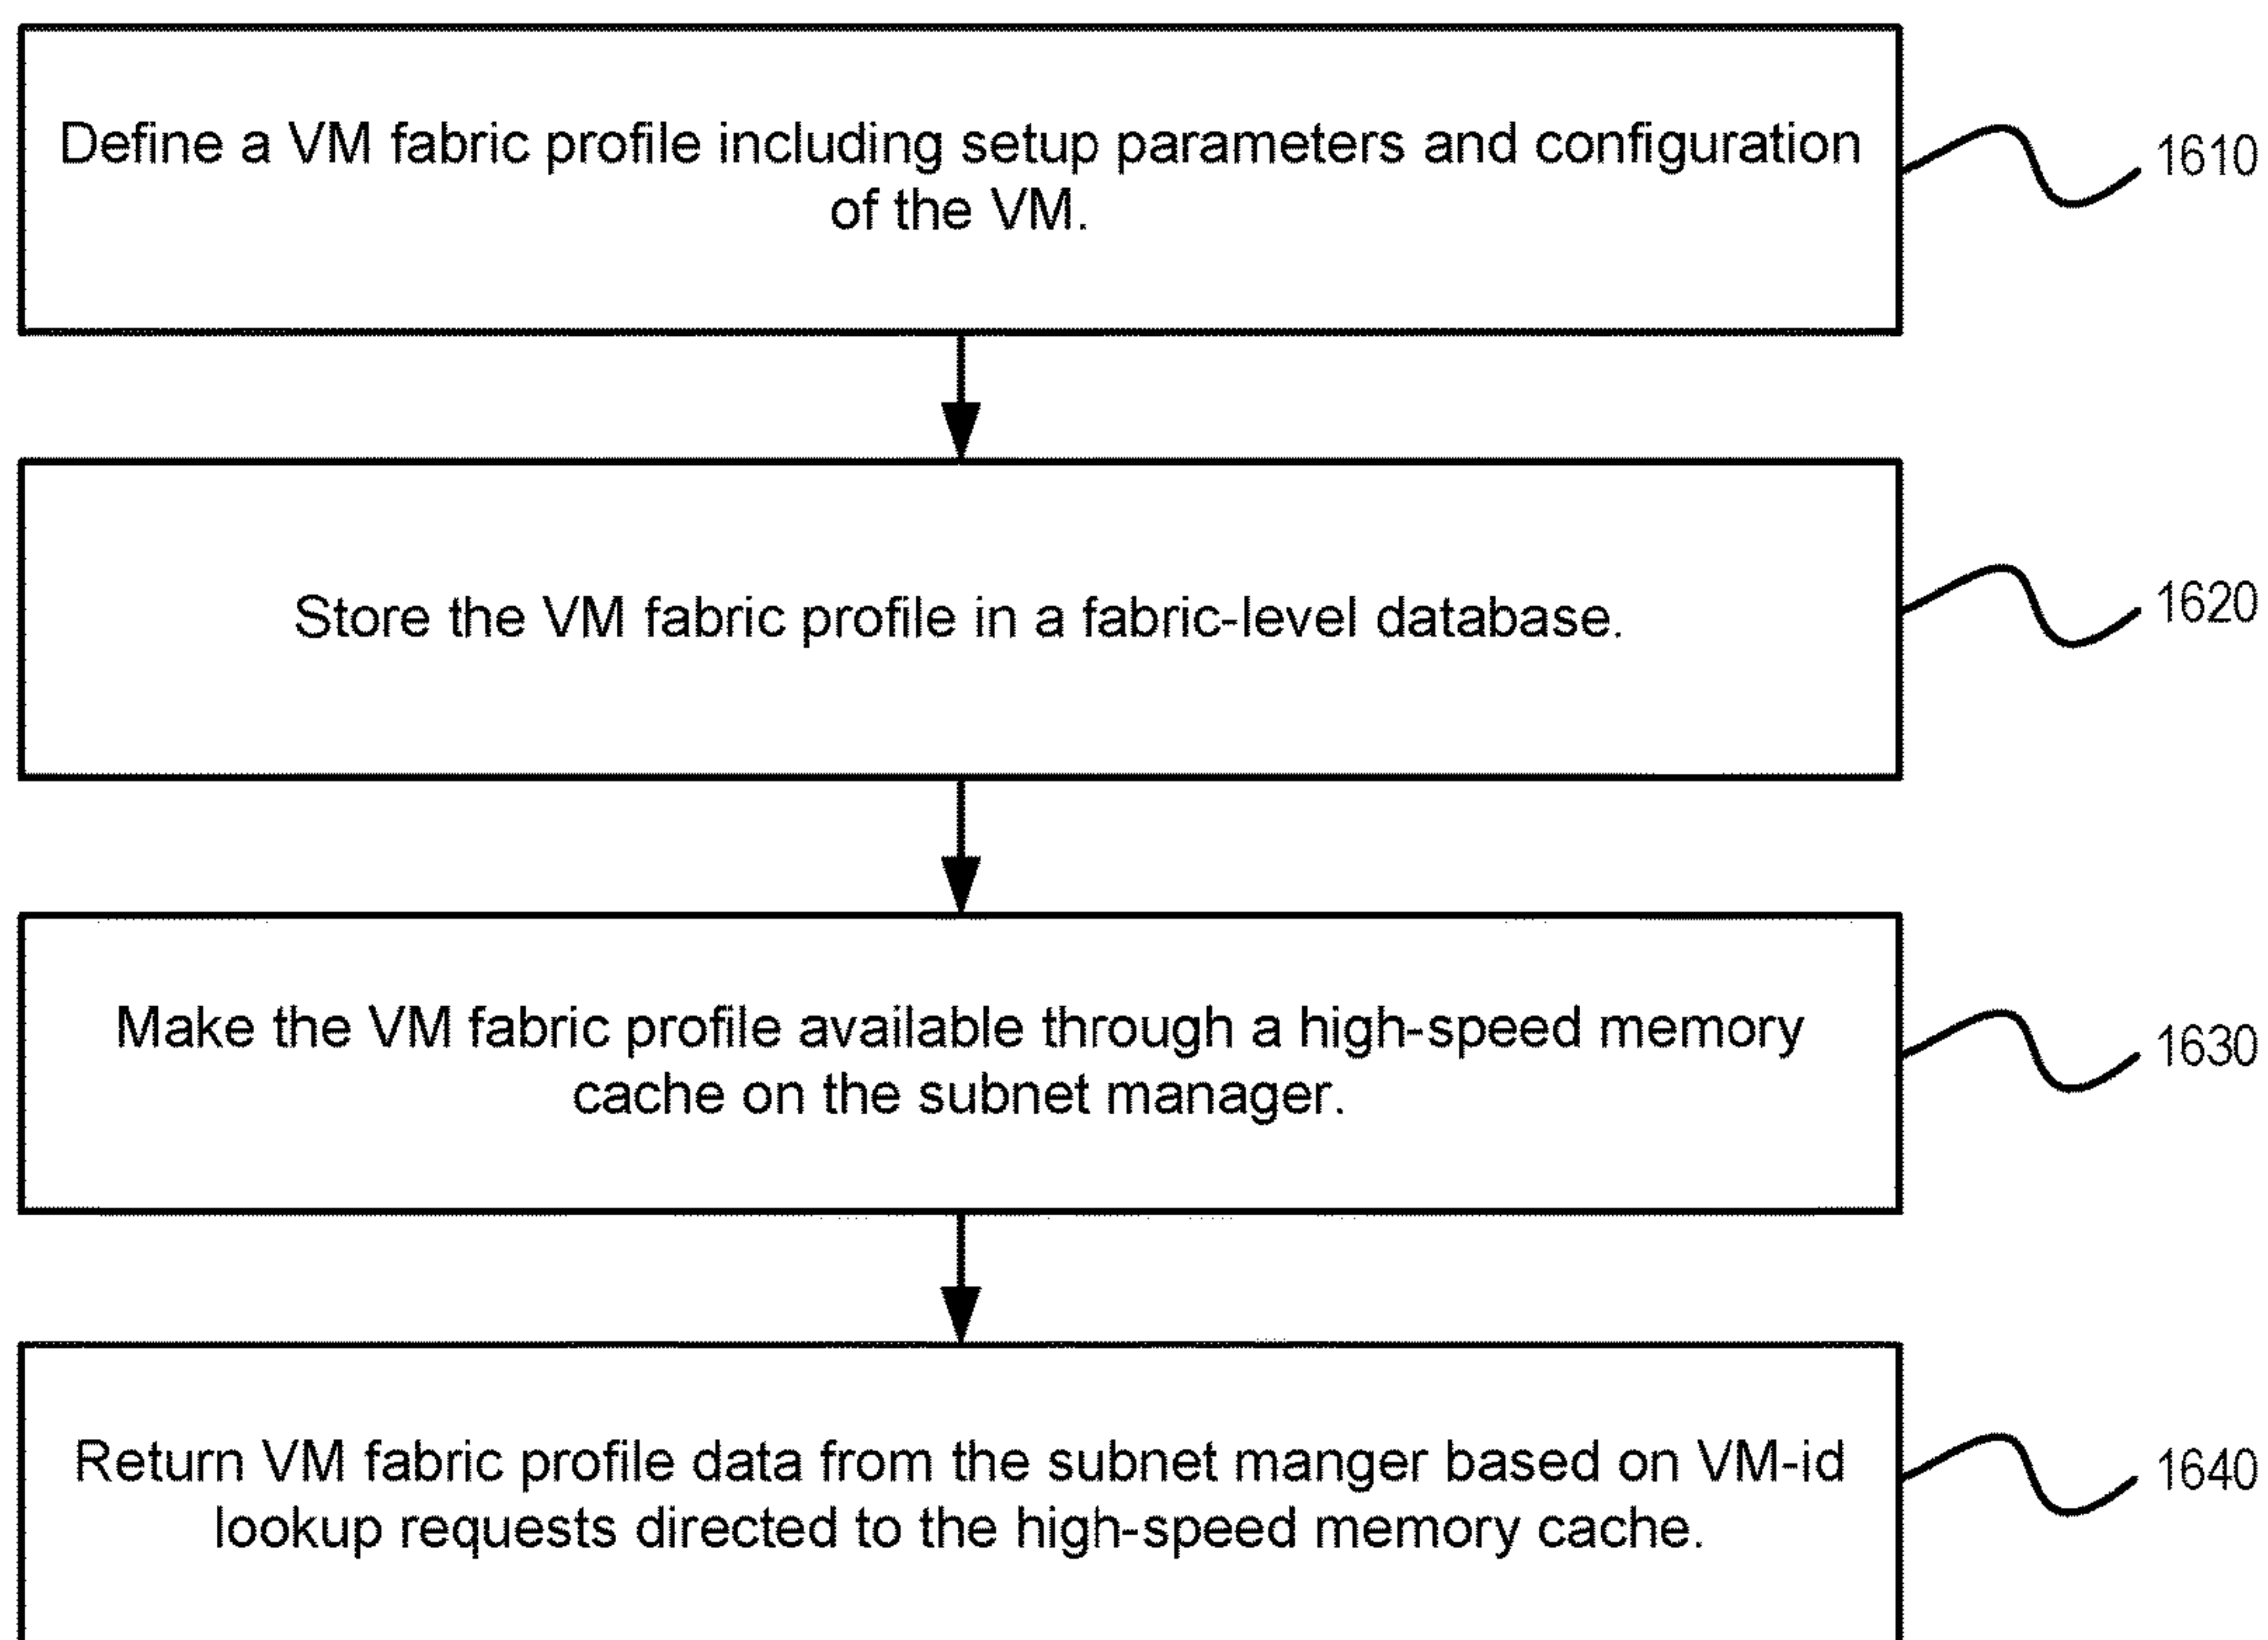 Define a VM fabric profile including setup parameters and configuration
of the VM.
1610
Store the VM fabric profile in a fabric-level database.
1620
Make the VM fabric profile available through a high-speed memory
cache on the subnet manager.
1630
Return VM fabric profile data from the subnet manger based on VM-id
lookup requests directed to the high-speed memory cache.
1640